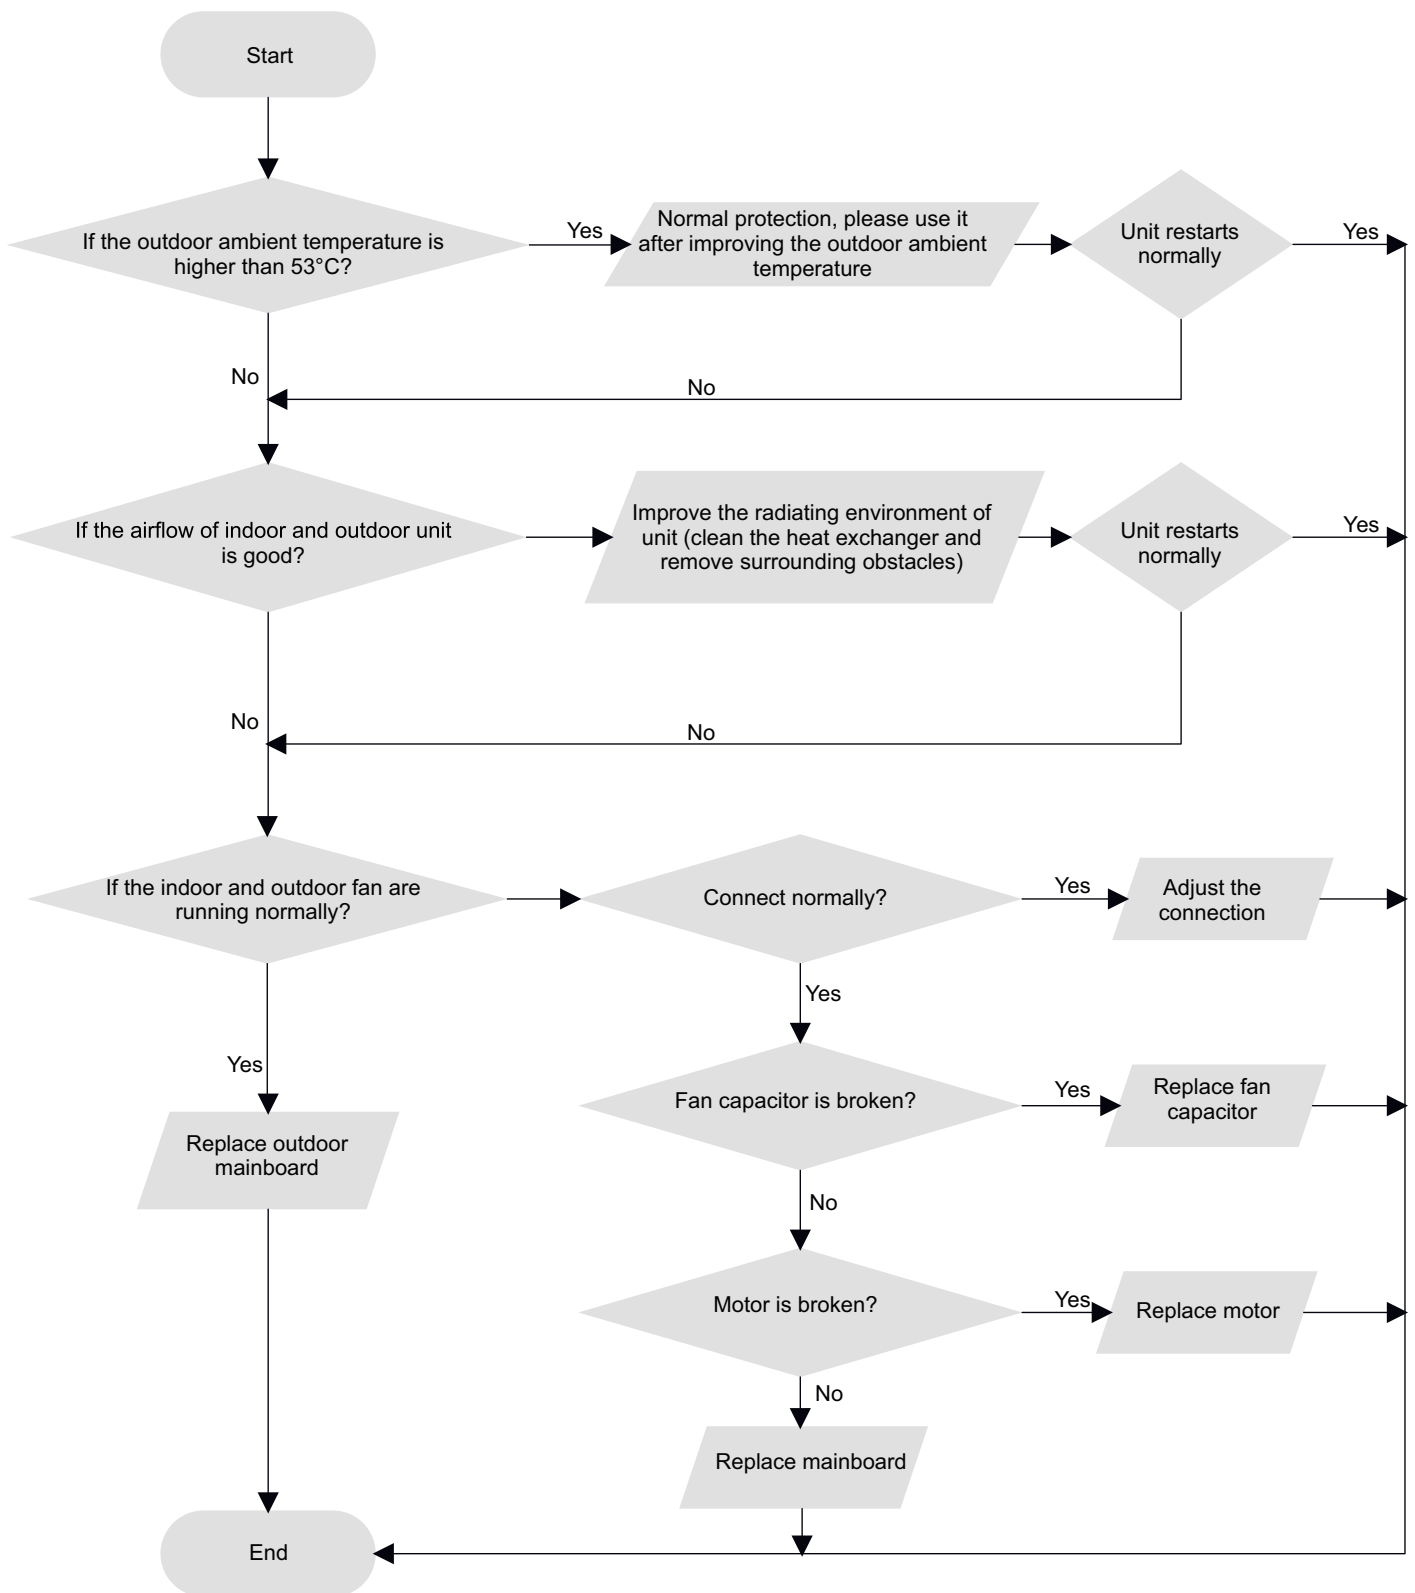 Start
If the outdoor ambient temperature is
higher than 53°C?
Yes
Normal protection, please use it
after improving the outdoor ambient
temperature
Unit restarts
normally
Yes
No
No
If the airflow of indoor and outdoor unit
is good?
Improve the radiating environment of
unit (clean the heat exchanger and
remove surrounding obstacles)
Unit restarts
normally
Yes
No
No
If the indoor and outdoor fan are
running normally?
Connect normally?
Yes
Adjust the
connection
Yes
Yes
Fan capacitor is broken?
Yes
Replace fan
capacitor
Replace outdoor
mainboard
No
Motor is broken?
Yes
Replace motor
No
Replace mainboard
End